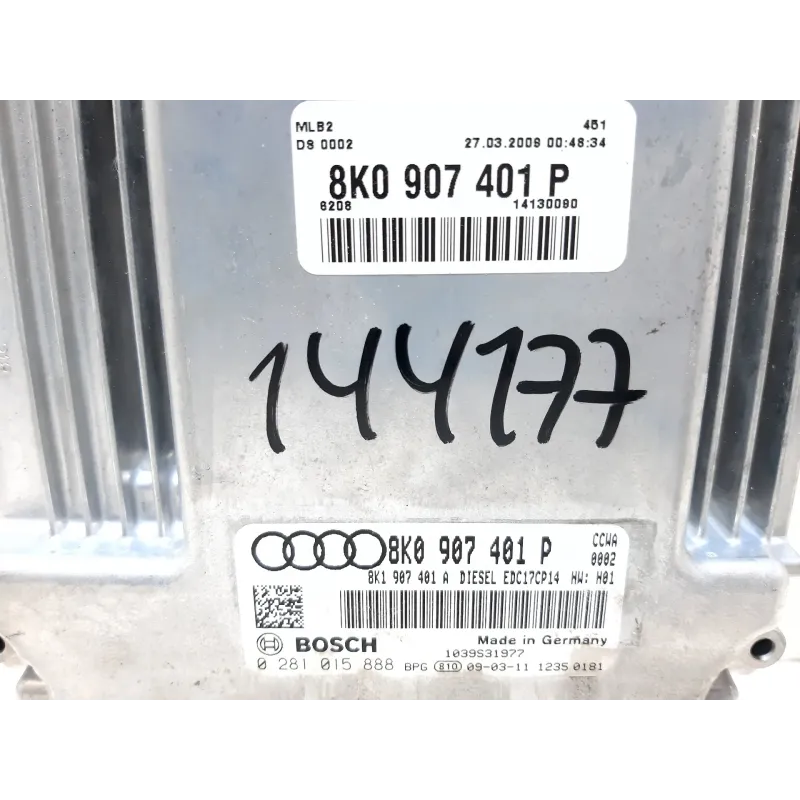 MLB2 451
DS 0002 27.03.2009 00:48:34
8K0 907 401 P
6208 14130090
144177
8K0 907 401 P CCWA
0002
8K1 907 401 A DIESEL EDC17CP14 HW: H01
BOSCH Made in Germany
1039S31977
0 281 015 888 BPG 810 09-03-11 1235 0181